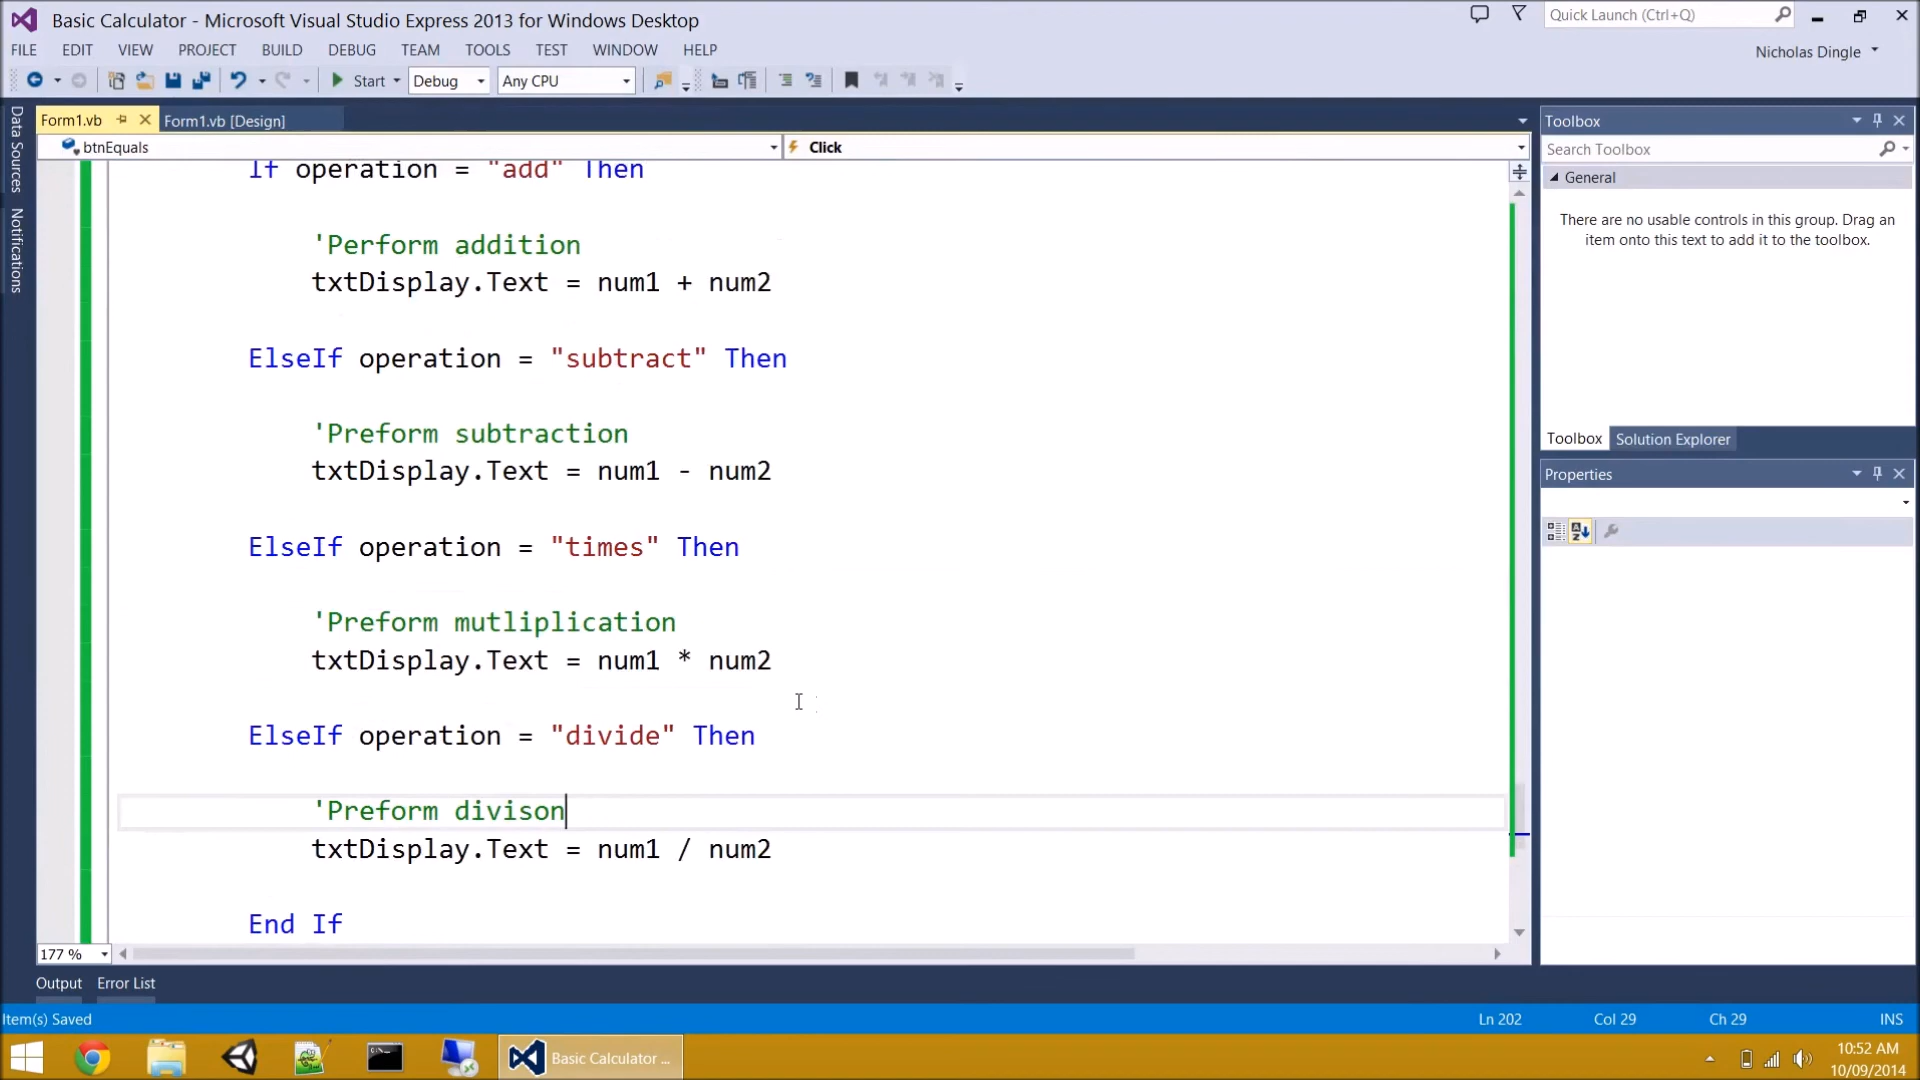 Basic Calculator - Microsoft Visual Studio Express 2013 for Windows Desktop
Quick Launch (Ctrl+Q)
FILE EDIT VIEW PROJECT BUILD DEBUG TEAM TOOLS TEST WINDOW HELP
Nicholas Dingle
Start Debug Any CPU
Data Sources
Notifications
Form1.vb
Form1.vb [Design]
btnEquals
Click
If operation = "add" Then
'Perform addition
txtDisplay.Text = num1 + num2
ElseIf operation = "subtract" Then
'Preform subtraction
txtDisplay.Text = num1 - num2
ElseIf operation = "times" Then
'Preform mutliplication
txtDisplay.Text = num1 * num2
ElseIf operation = "divide" Then
'Preform divison
txtDisplay.Text = num1 / num2
End If
177 %
Toolbox
Search Toolbox
General
There are no usable controls in this group. Drag an
item onto this text to add it to the toolbox.
Toolbox Solution Explorer
Properties
Output Error List
Item(s) Saved
Ln 202 Col 29 Ch 29 INS
Basic Calculator ...
10:52 AM
10/09/2014